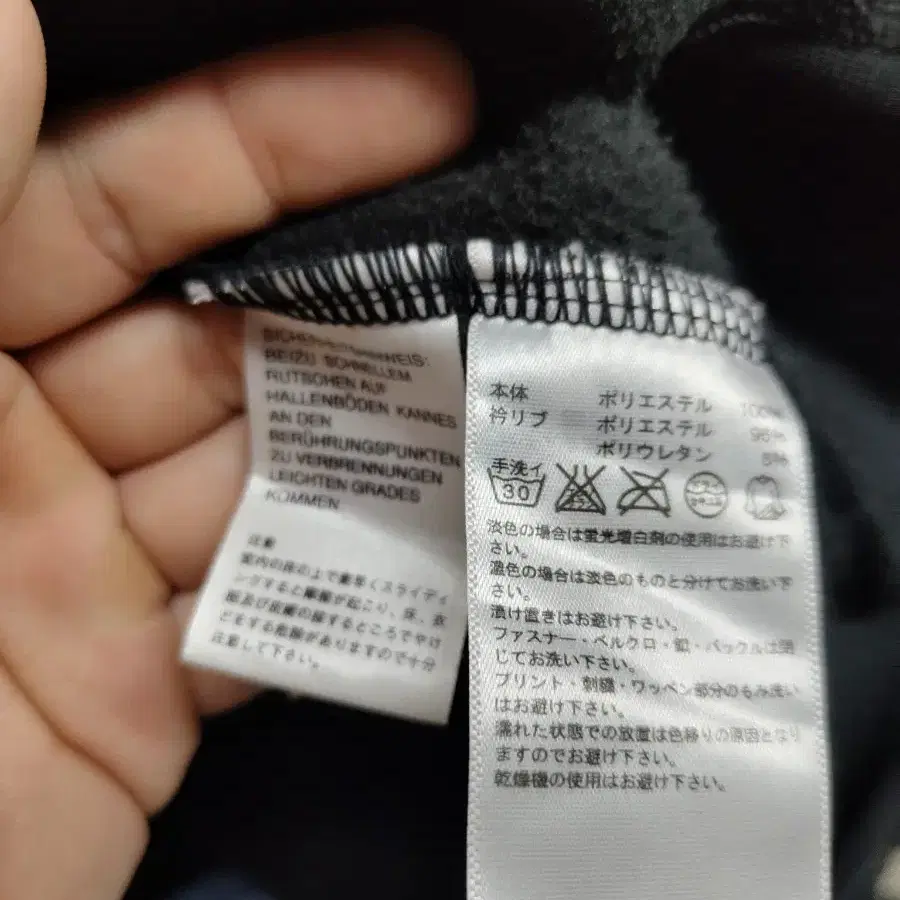 SICHERHEITSHINWEIS:
BEIZU SCHNELLEM
RUTSCHEN AUF
HALLENBÖDEN KANNES
AN DEN
BERÜHRUNGSPUNKTEN
ZU VERBRENNUNGEN
LEICHTEN GRADES
KOMMEN
注意
室内の床の上で素早くスライディ
ングすると摩擦が起こり、床、衣
服及び皮膚の接するところでやけ
どをする危険がありますので十分
注意して下さい。
本体 ポリエステル 100%
衿リブ ポリエステル 95%
ポリウレタン 5%
手洗イ
30
淡色の場合は蛍光増白剤の使用はお避け下
さい。
濃色の場合は淡色のものと分けてお洗い下
さい。
漬け置きはお避け下さい。
ファスナー・ベルクロ・釦・バックルは閉
じてお洗い下さい。
プリント・刺繍・ワッペン部分のもみ洗い
はお避け下さい。
濡れた状態での放置は色移りの原因となり
ますのでお避け下さい。
乾燥機の使用はお避け下さい。